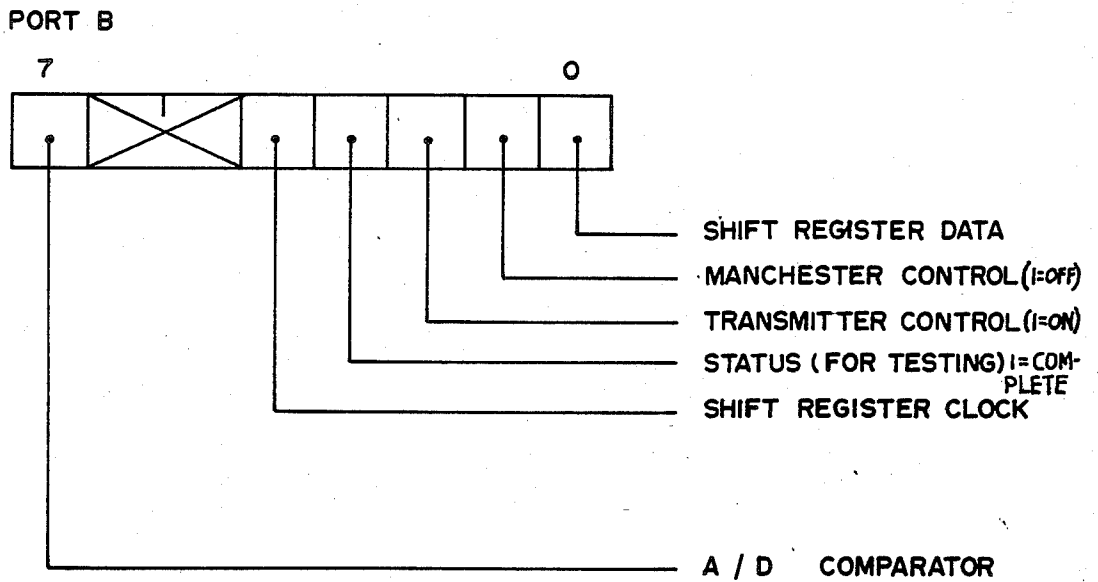 PORT B
7 0
SHIFT REGISTER DATA
MANCHESTER CONTROL (1=OFF)
TRANSMITTER CONTROL (1=ON)
STATUS (FOR TESTING) 1=COM-
PLETE
SHIFT REGISTER CLOCK
A / D COMPARATOR